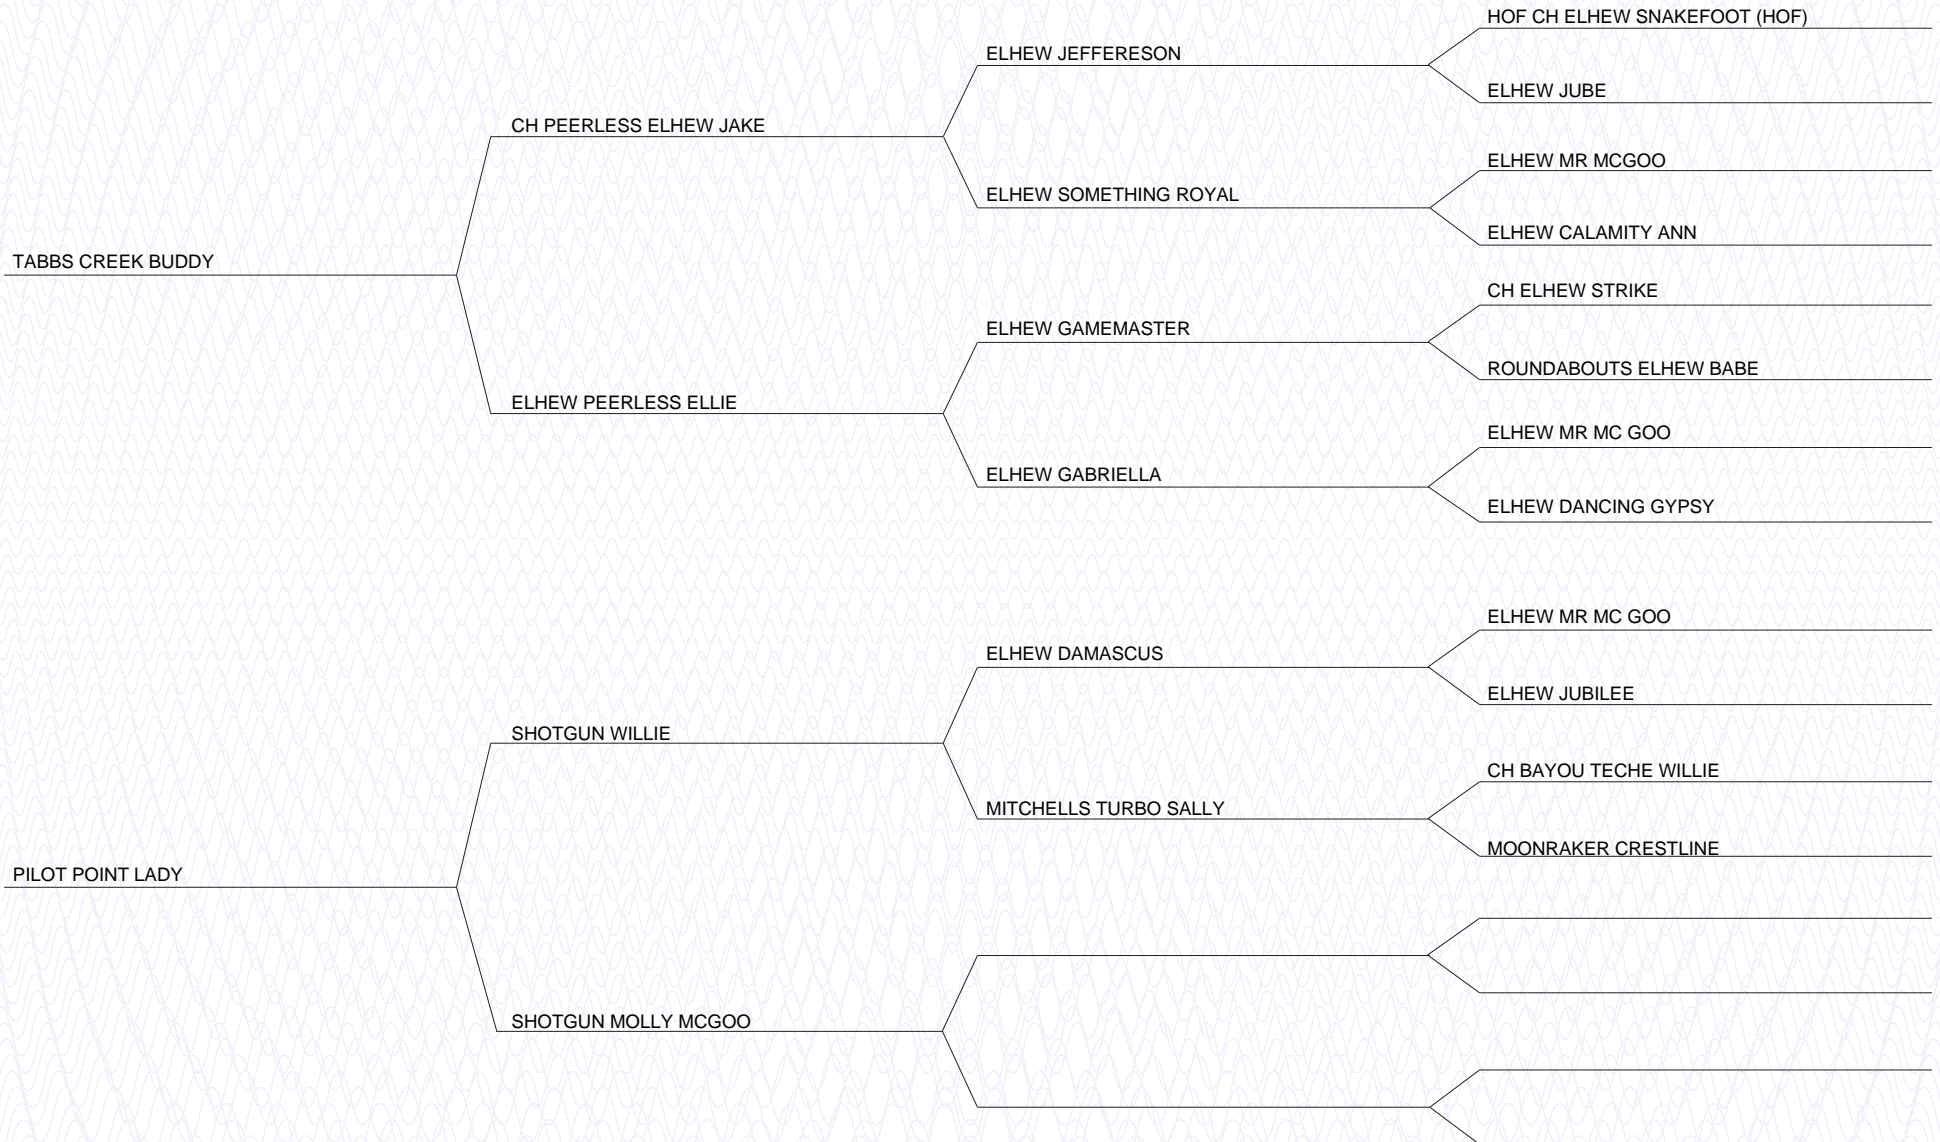 HOF CH ELHEW SNAKEFOOT (HOF)
ELHEW JEFFERESON
ELHEW JUBE
CH PEERLESS ELHEW JAKE
ELHEW MR MCGOO
ELHEW SOMETHING ROYAL
ELHEW CALAMITY ANN
TABBS CREEK BUDDY
CH ELHEW STRIKE
ELHEW GAMEMASTER
ROUNDABOUTS ELHEW BABE
ELHEW PEERLESS ELLIE
ELHEW MR MC GOO
ELHEW GABRIELLA
ELHEW DANCING GYPSY
ELHEW MR MC GOO
ELHEW DAMASCUS
ELHEW JUBILEE
SHOTGUN WILLIE
CH BAYOU TECHE WILLIE
MITCHELLS TURBO SALLY
MOONRAKER CRESTLINE
PILOT POINT LADY
SHOTGUN MOLLY MCGOO